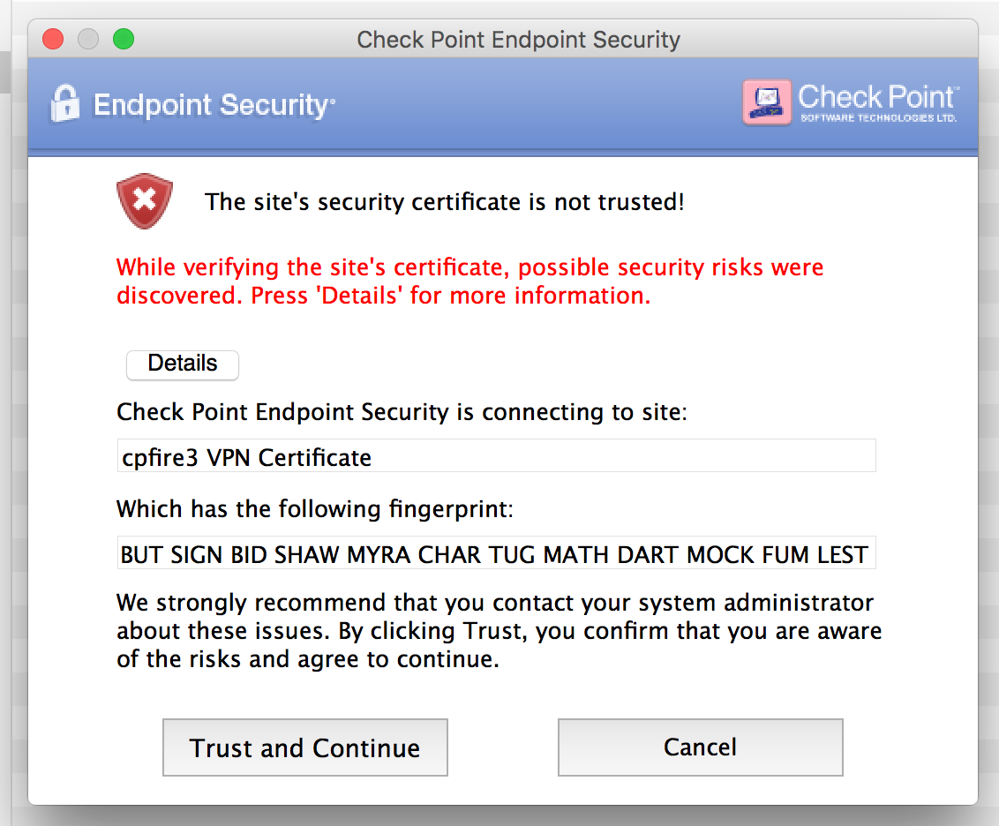 Check Point Endpoint Security
Endpoint Security
Check Point™
SOFTWARE TECHNOLOGIES LTD.
The site's security certificate is not trusted!
While verifying the site's certificate, possible security risks were
discovered. Press 'Details' for more information.
Details
Check Point Endpoint Security is connecting to site:
cpfire3 VPN Certificate
Which has the following fingerprint:
BUT SIGN BID SHAW MYRA CHAR TUG MATH DART MOCK FUM LEST
We strongly recommend that you contact your system administrator
about these issues. By clicking Trust, you confirm that you are aware
of the risks and agree to continue.
Trust and Continue
Cancel